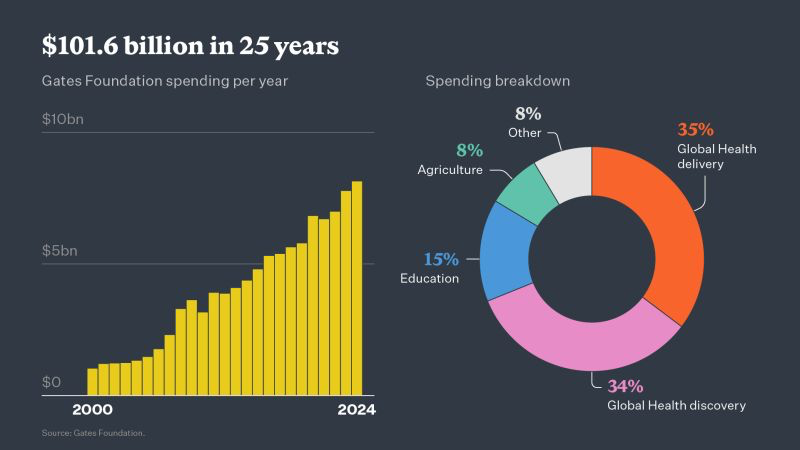 $101.6 billion in 25 years
Gates Foundation spending per year
$10bn
$5bn
$0
2000
2024
Source: Gates Foundation.
Spending breakdown
8%
Other
8%
Agriculture
15%
Education
35%
Global Health
delivery
34%
Global Health discovery